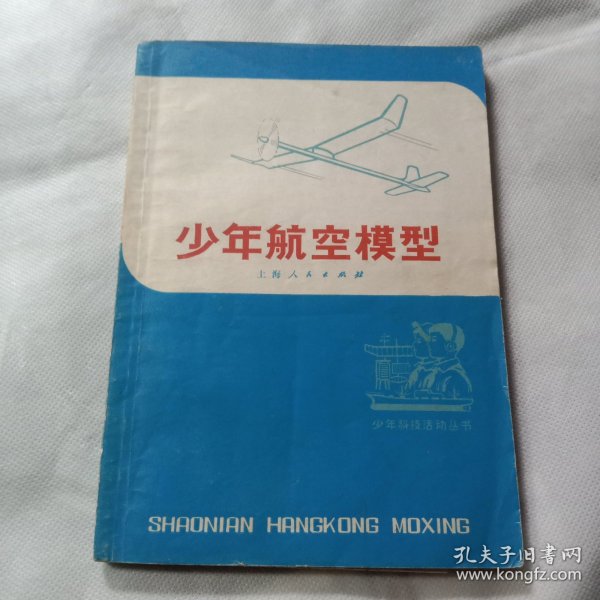 少年航空模型
上海人民出版社
少年科技活动丛书
SHAONIAN HANGKONG MOXING
孔夫子旧书网
www.kongfz.com